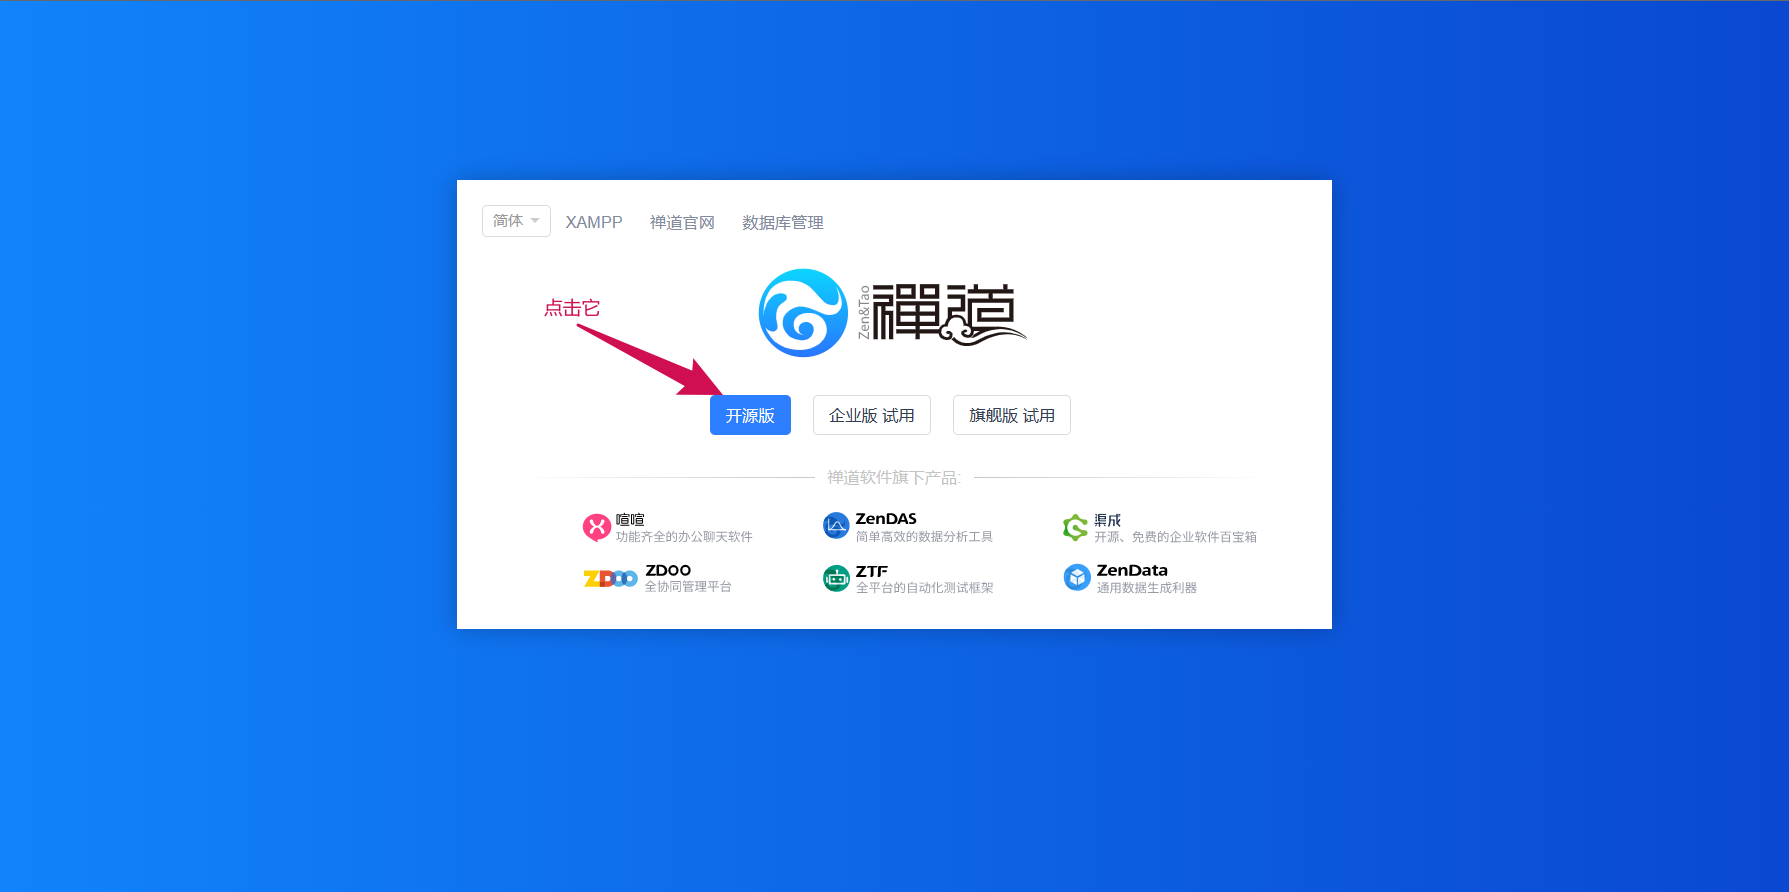 简体
XAMPP
禅道官网
数据库管理
Zen&Tao
禪道
点击它
开源版
企业版 试用
旗舰版 试用
禅道软件旗下产品:
喧喧
功能齐全的办公聊天软件
ZenDAS
简单高效的数据分析工具
渠成
开源、免费的企业软件百宝箱
ZDOO
ZDOO
全协同管理平台
ZTF
全平台的自动化测试框架
ZenData
通用数据生成利器